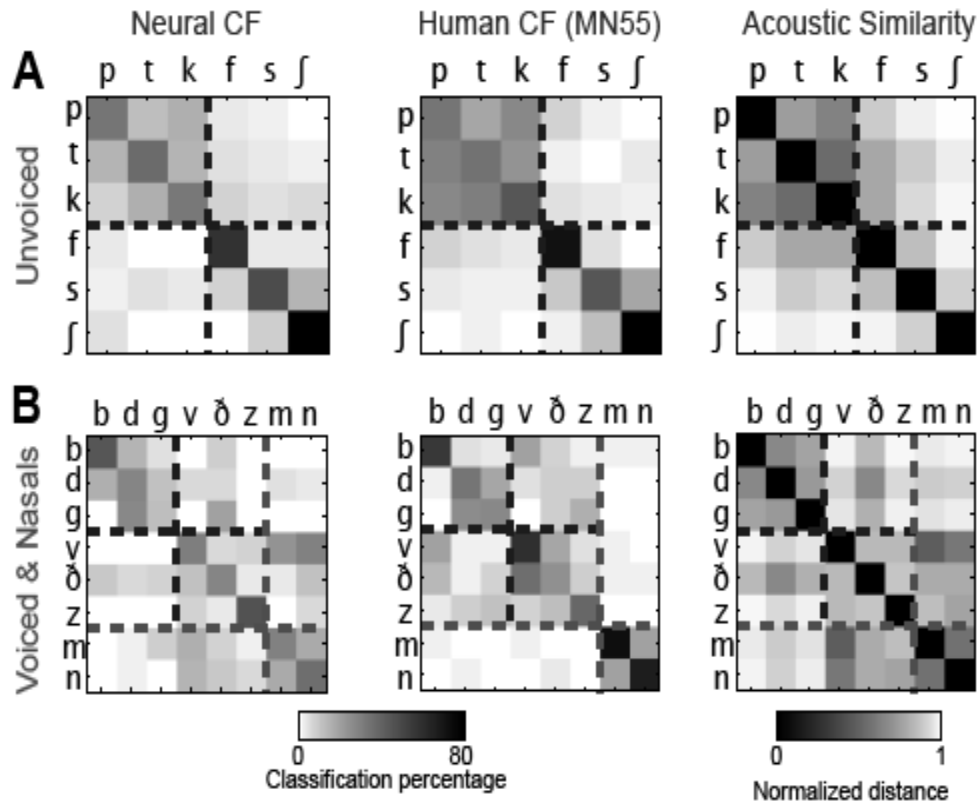 Neural CF Human CF (MN55) Acoustic Similarity
A
p t k f s ʃ p t k f s ʃ p t k f s ʃ
Unvoiced
p p p
t t t
k k k
f f f
s s s
ʃ ʃ ʃ
B
b d g v ð z m n b d g v ð z m n b d g v ð z m n
Voiced & Nasals
b b b
d d d
g g g
v v v
ð ð ð
z z z
m m m
n n n
0 80 0 1
Classification percentage Normalized distance